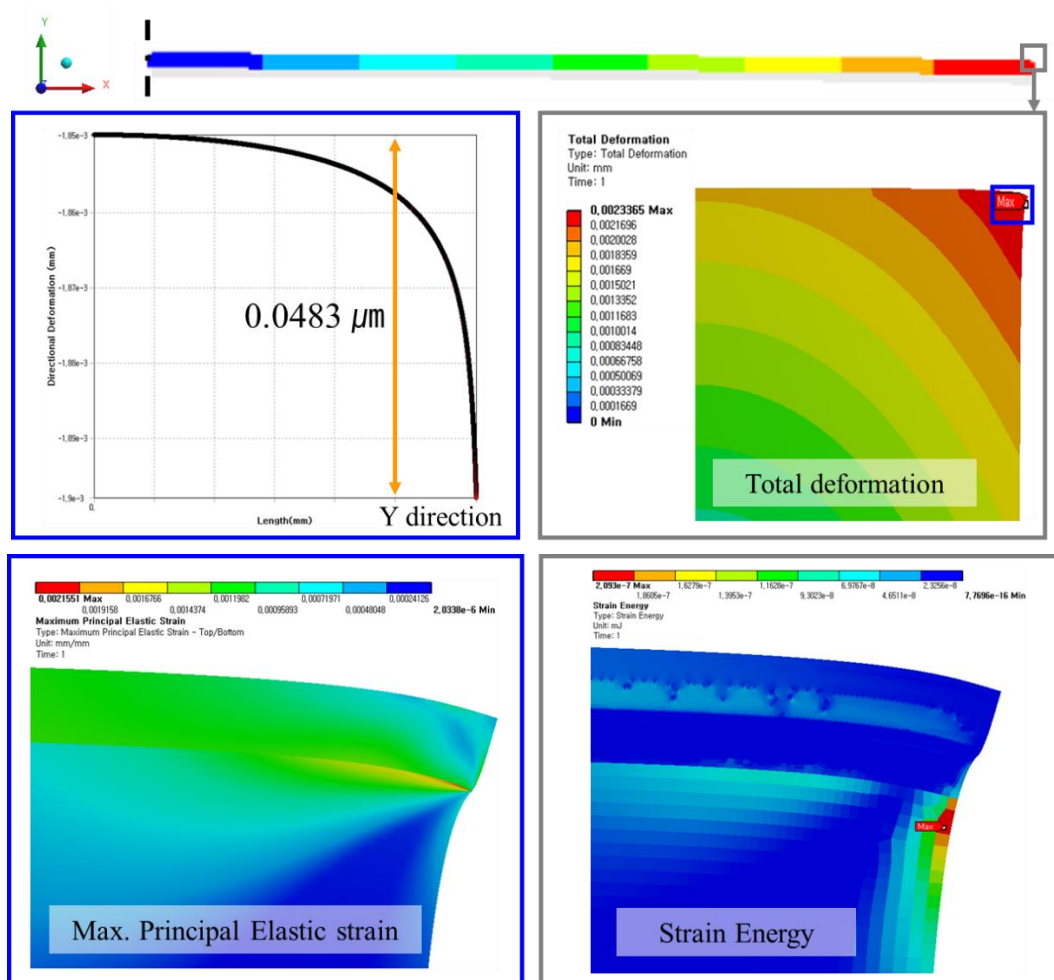 Y
X
Z
-1,85e-3
-1,86e-3
-1,87e-3
-1,88e-3
-1,89e-3
-1,9e-3
Directional Deformation (mm)
0.0483 ㎛
0,
Length(mm)
Y direction
Total Deformation
Type: Total Deformation
Unit: mm
Time: 1
0,0023365 Max
0,0021696
0,0020028
0,0018359
0,001669
0,0015021
0,0013352
0,0011683
0,0010014
0,00083448
0,00066758
0,00050069
0,00033379
0,0001669
0 Min
Max
Total deformation
0,0021551 Max
0,0016766
0,0011982
0,00071971
0,00024126
0,0019158
0,0014374
0,00095893
0,00048048
2,0338e-6 Min
Maximum Principal Elastic Strain
Type: Maximum Principal Elastic Strain - Top/Bottom
Unit: mm/mm
Time: 1
Max. Principal Elastic strain
2,093e-7 Max
1,6279e-7
1,1628e-7
6,9767e-8
2,3256e-8
1,8605e-7
1,3953e-7
9,3023e-8
4,6511e-8
7,7696e-16 Min
Strain Energy
Type: Strain Energy
Unit: mJ
Time: 1
Max
Strain Energy